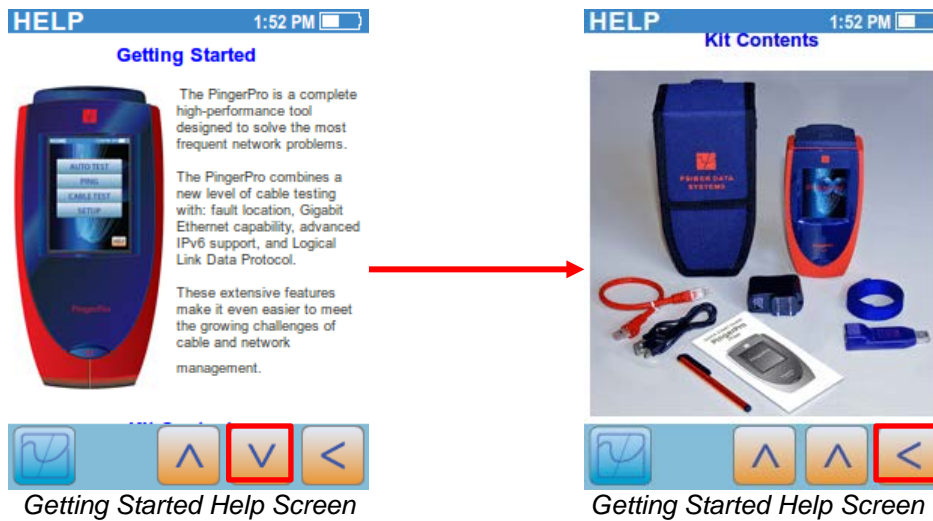 HELP 1:52 PM
Getting Started
The PingerPro is a complete
high-performance tool
designed to solve the most
frequent network problems.
The PingerPro combines a
new level of cable testing
with: fault location, Gigabit
Ethernet capability, advanced
IPv6 support, and Logical
Link Data Protocol.
These extensive features
make it even easier to meet
the growing challenges of
cable and network
management.
AUTO TEST
PING
CABLE TEST
SETUP
HELP
PingerPro
Getting Started Help Screen
HELP 1:52 PM
Kit Contents
PSIBER DATA
SYSTEMS
PingerPro
Getting Started Help Screen